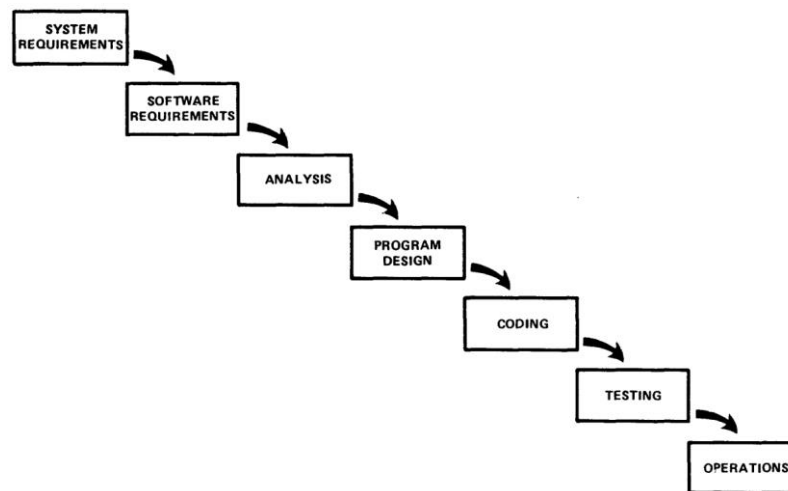 SYSTEM
REQUIREMENTS
SOFTWARE
REQUIREMENTS
ANALYSIS
PROGRAM
DESIGN
CODING
TESTING
OPERATIONS